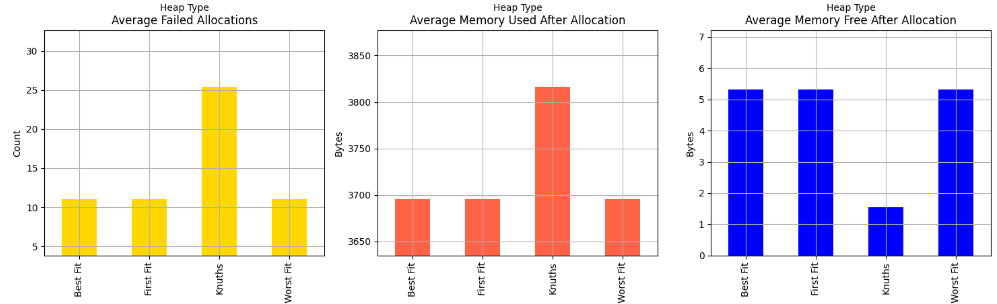 Heap Type
Average Failed Allocations
30
25
20
15
10
5
Count
Best Fit
First Fit
Knuths
Worst Fit
Heap Type
Average Memory Used After Allocation
3850
3800
3750
3700
3650
Bytes
Best Fit
First Fit
Knuths
Worst Fit
Heap Type
Average Memory Free After Allocation
7
6
5
4
3
2
1
0
Bytes
Best Fit
First Fit
Knuths
Worst Fit